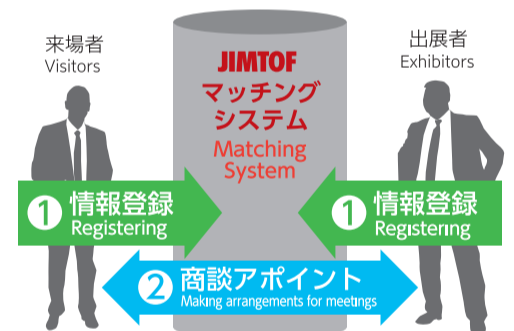 来場者
Visitors
出展者
Exhibitors
JIMTOF
マッチング
システム
Matching
System
1 情報登録
Registering
1 情報登録
Registering
2 商談アポイント
Making arrangements for meetings